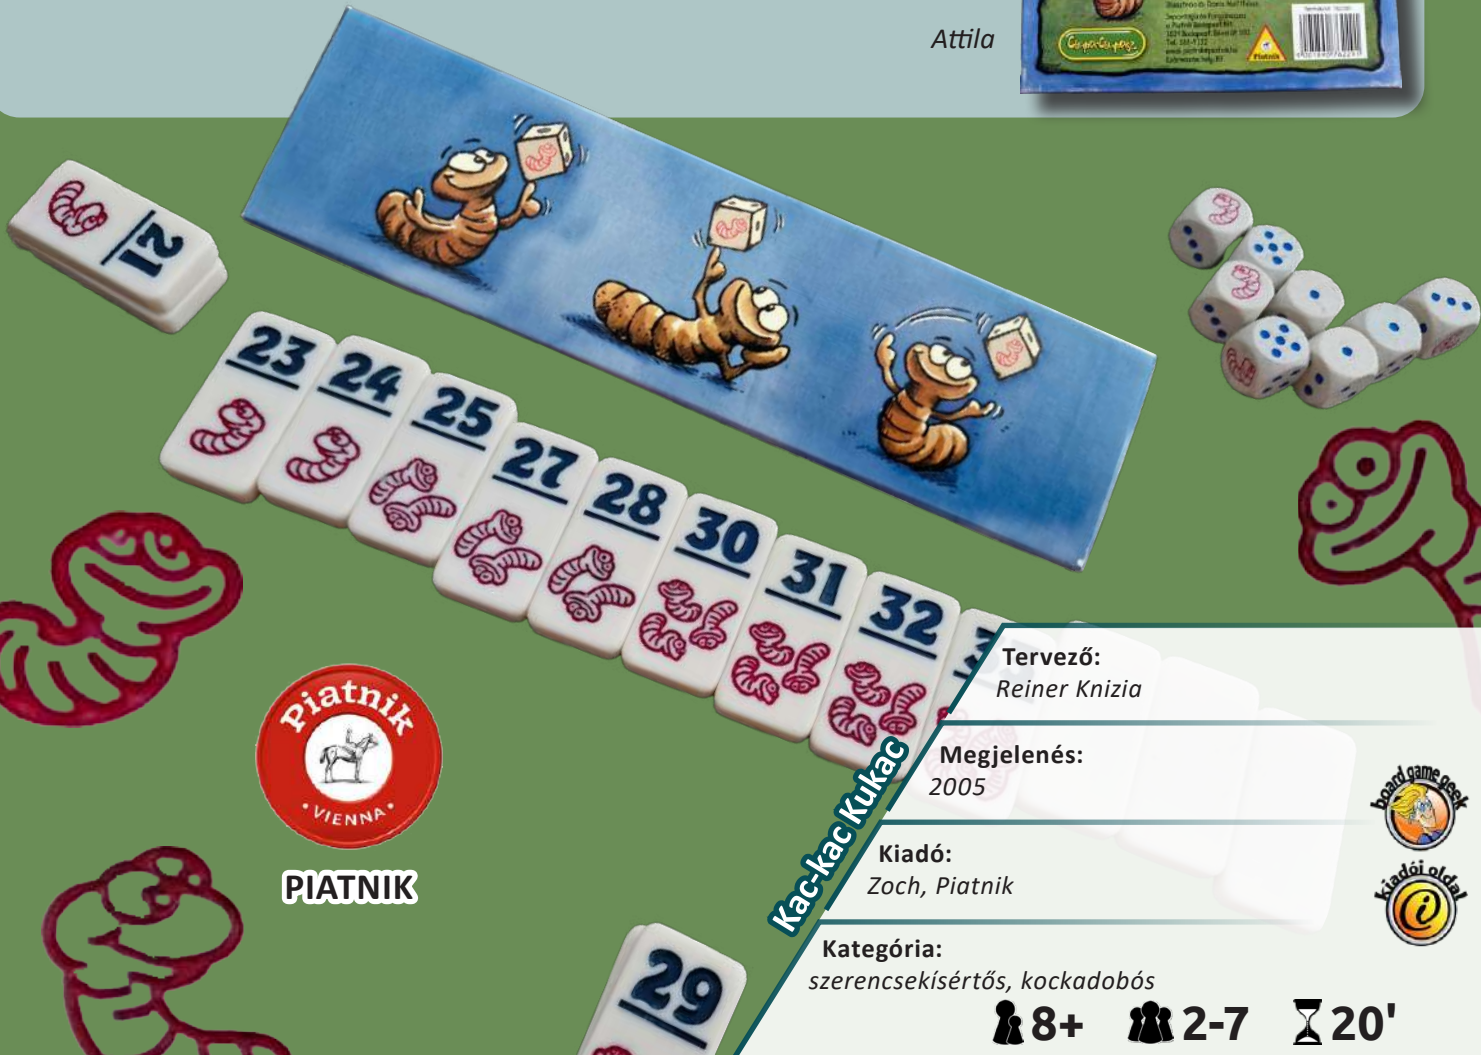 Attila
Piatnik
21
23
24
25
27
28
30
31
32
Piatnik
• VIENNA •
PIATNIK
29
Kac-kac Kukac
Tervező:
Reiner Knizia
Megjelenés:
2005
Kiadó:
Zoch, Piatnik
Kategória:
szerencsekísértős, kockadobós
8+ 2-7 20'
board game geek
kiadói oldal